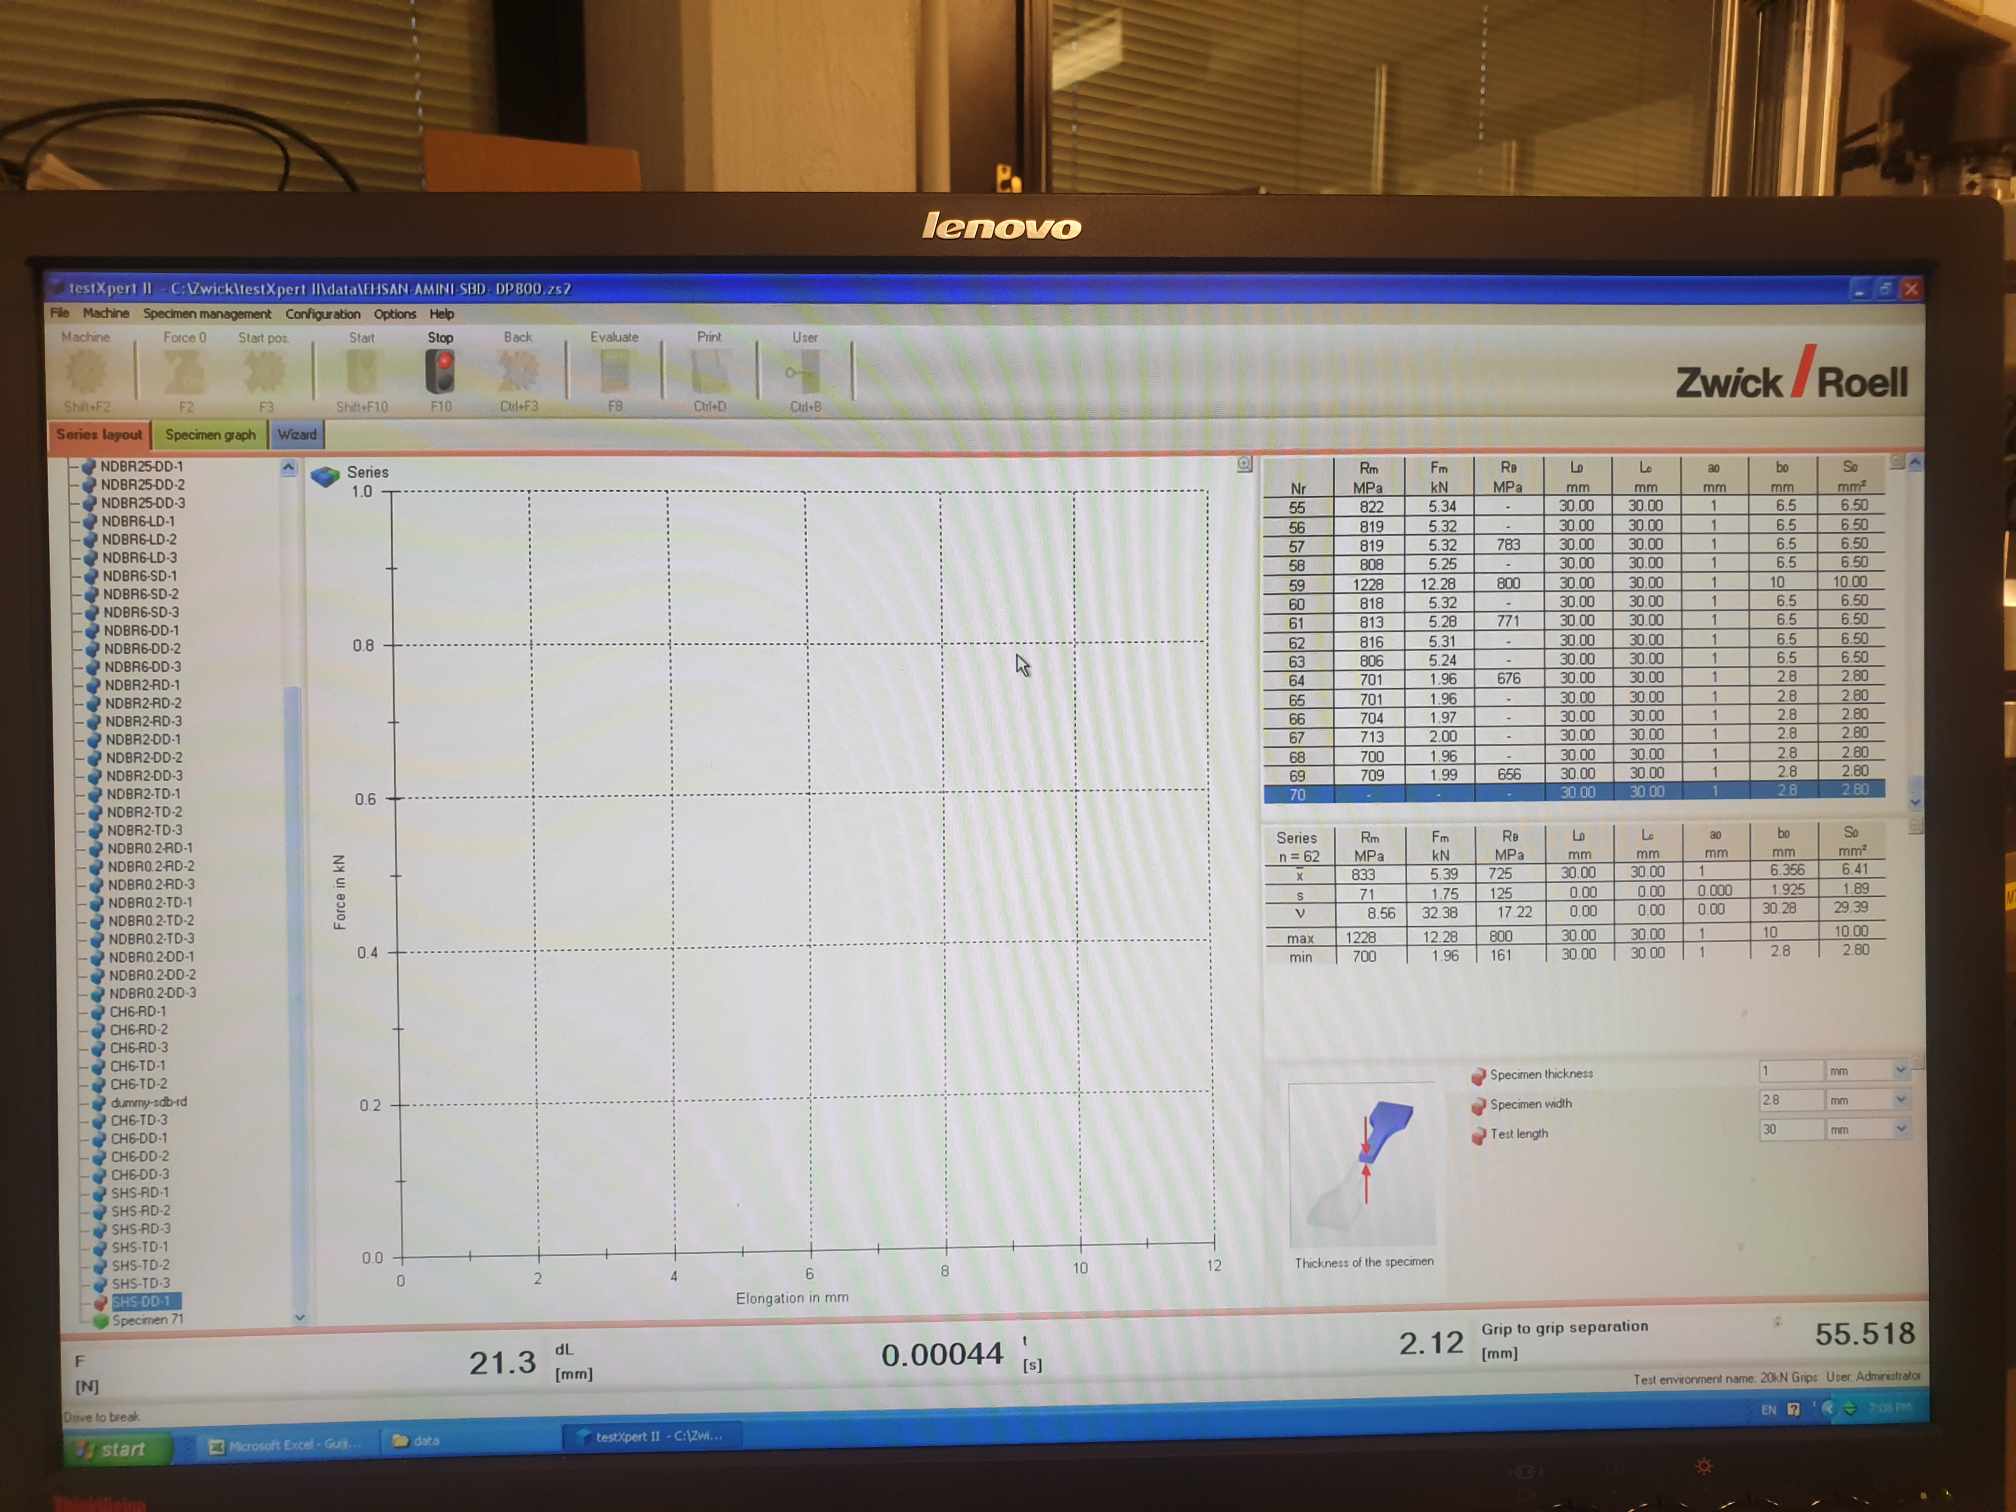 lenovo
testXpert II - C:\Zwick\testXpert II\data\EHSAN-AMINI-SBD- DP800.zs2
File Machine Specimen management Configuration Options Help
Machine Force 0 Start pos. Start Stop Back Evaluate Print User
Shift+F2 F2 F3 Shift+F10 F10 Ctrl+F3 F8 Ctrl+D Ctrl+B
Zwick / Roell
Series layout Specimen graph Wizard
NDBR25-DD-1
NDBR25-DD-2
NDBR25-DD-3
NDBR6-LD-1
NDBR6-LD-2
NDBR6-LD-3
NDBR6-SD-1
NDBR6-SD-2
NDBR6-SD-3
NDBR6-DD-1
NDBR6-DD-2
NDBR6-DD-3
NDBR2-RD-1
NDBR2-RD-2
NDBR2-RD-3
NDBR2-DD-1
NDBR2-DD-2
NDBR2-DD-3
NDBR2-TD-1
NDBR2-TD-2
NDBR2-TD-3
NDBR0.2-RD-1
NDBR0.2-RD-2
NDBR0.2-RD-3
NDBR0.2-TD-1
NDBR0.2-TD-2
NDBR0.2-TD-3
NDBR0.2-DD-1
NDBR0.2-DD-2
NDBR0.2-DD-3
CH6-RD-1
CH6-RD-2
CH6-RD-3
CH6-TD-1
CH6-TD-2
dummy-sdb-rd
CH6-TD-3
CH6-DD-1
CH6-DD-2
CH6-DD-3
SHS-RD-1
SHS-RD-2
SHS-RD-3
SHS-TD-1
SHS-TD-2
SHS-TD-3
SHS-DD-1
Specimen 71
Series
1.0
0.8
0.6
0.4
0.2
0.0
Force in kN
0 2 4 6 8 10 12
Elongation in mm
Rm Fm RB L0 Lc a0 b0 S0
Nr MPa kN MPa mm mm mm mm mm²
55 822 5.34 - 30.00 30.00 1 6.5 6.50
56 819 5.32 - 30.00 30.00 1 6.5 6.50
57 819 5.32 783 30.00 30.00 1 6.5 6.50
58 808 5.25 - 30.00 30.00 1 6.5 6.50
59 1228 12.28 800 30.00 30.00 1 10 10.00
60 818 5.32 - 30.00 30.00 1 6.5 6.50
61 813 5.28 771 30.00 30.00 1 6.5 6.50
62 816 5.31 - 30.00 30.00 1 6.5 6.50
63 806 5.24 - 30.00 30.00 1 6.5 6.50
64 701 1.96 676 30.00 30.00 1 2.8 2.80
65 701 1.96 - 30.00 30.00 1 2.8 2.80
66 704 1.97 - 30.00 30.00 1 2.8 2.80
67 713 2.00 - 30.00 30.00 1 2.8 2.80
68 700 1.96 - 30.00 30.00 1 2.8 2.80
69 709 1.99 656 30.00 30.00 1 2.8 2.80
70 - - - 30.00 30.00 1 2.8 2.80
Series Rm Fm RB L0 Lc a0 b0 S0
n = 62 MPa kN MPa mm mm mm mm mm²
x̄ 833 5.39 725 30.00 30.00 1 6.356 6.41
s 71 1.75 125 0.00 0.00 0.000 1.925 1.89
ν 8.56 32.38 17.22 0.00 0.00 0.00 30.28 29.39
max 1228 12.28 800 30.00 30.00 1 10 10.00
min 700 1.96 161 30.00 30.00 1 2.8 2.80
Specimen thickness 1 mm
Specimen width 2.8 mm
Test length 30 mm
Thickness of the specimen
F [N] 21.3 dL [mm] 0.00044 t [s] 2.12 Grip to grip separation [mm] 55.518
Test environment name: 20kN Grips User: Administrator
Drive to break
start Microsoft Excel - Guji... data testXpert II - C:\Zwi... EN 7:06 PM
ThinkVision